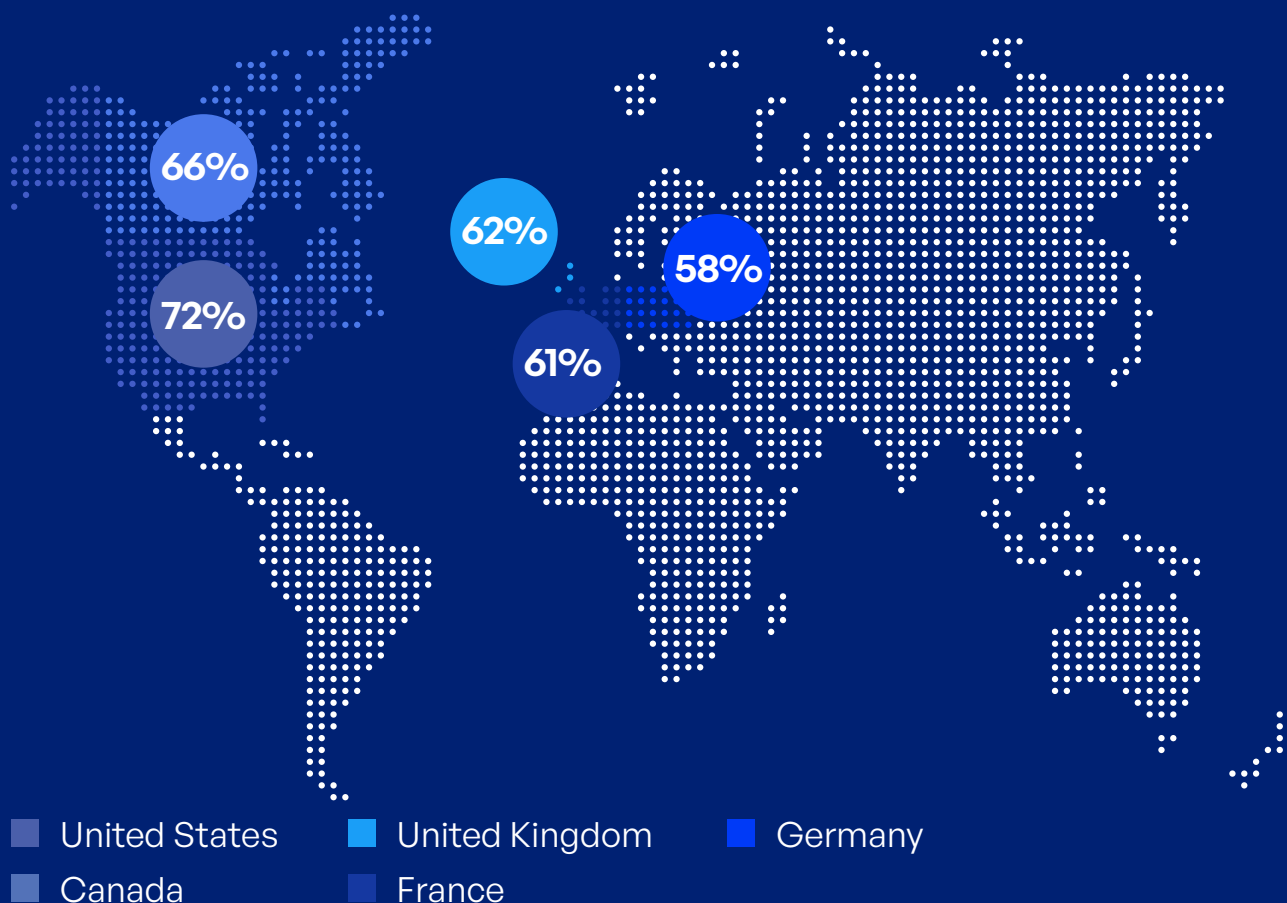 66%
62%
58%
72%
61%
United States
United Kingdom
Germany
Canada
France